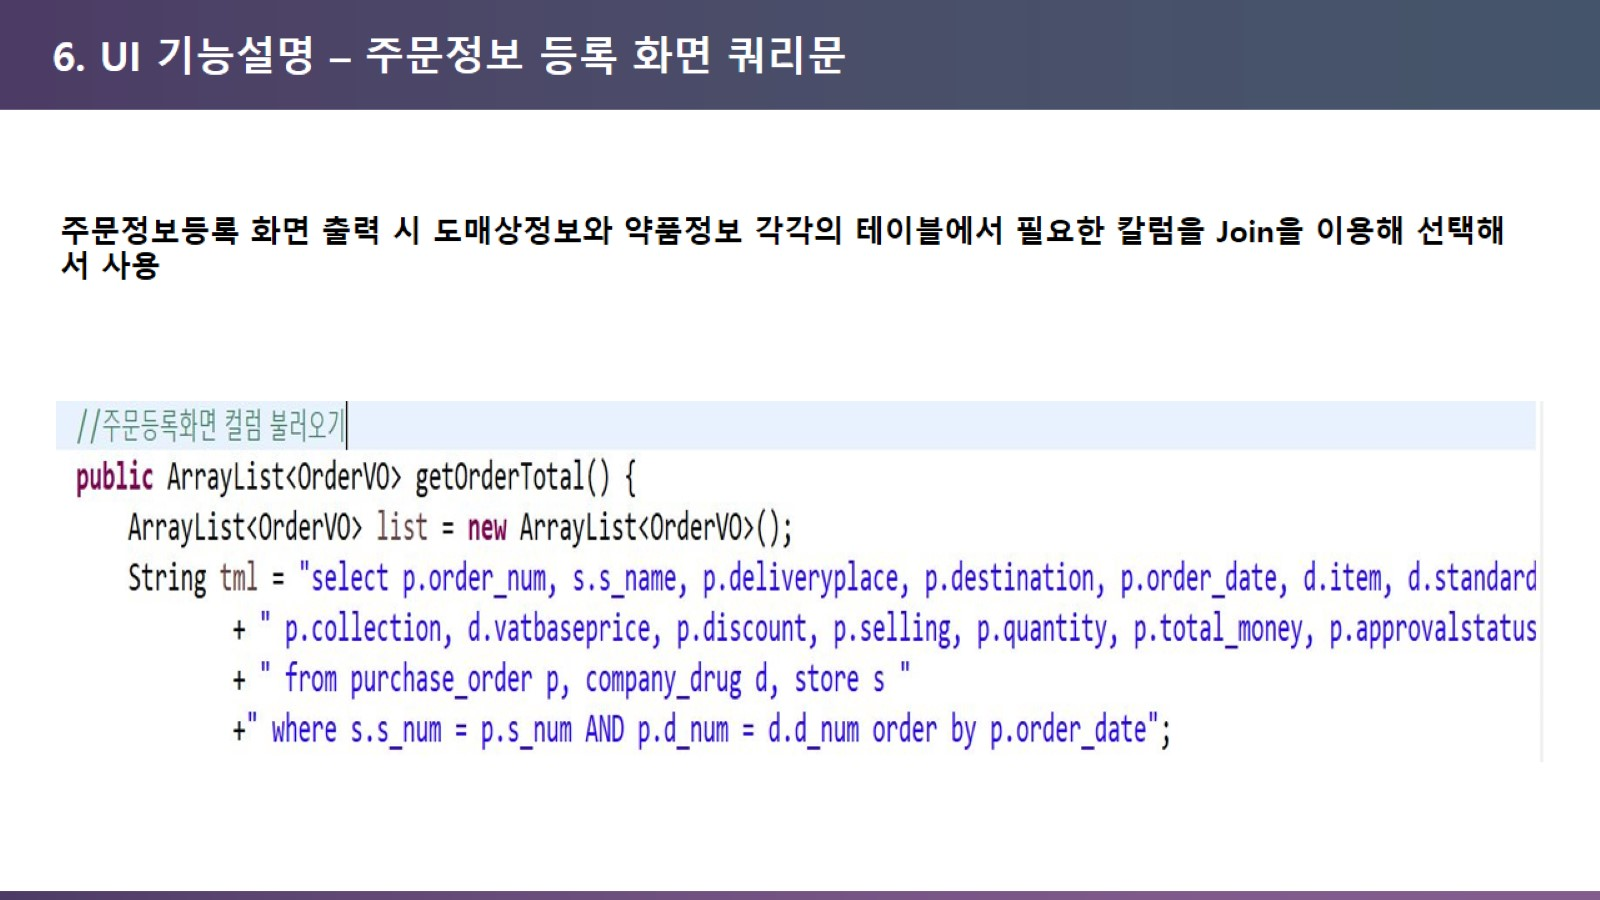 6. UI 기능설명 – 주문정보 등록 화면 쿼리문
주문정보등록 화면 출력 시 도매상정보와 약품정보 각각의 테이블에서 필요한 칼럼을 Join을 이용해 선택해
서 사용
//주문등록화면 컬럼 불러오기
public ArrayList<OrderVO> getOrderTotal() {
ArrayList<OrderVO> list = new ArrayList<OrderVO>();
String tml = "select p.order_num, s.s_name, p.deliveryplace, p.destination, p.order_date, d.item, d.standard
+ " p.collection, d.vatbaseprice, p.discount, p.selling, p.quantity, p.total_money, p.approvalstatus
+ " from purchase_order p, company_drug d, store s "
+" where s.s_num = p.s_num AND p.d_num = d.d_num order by p.order_date";